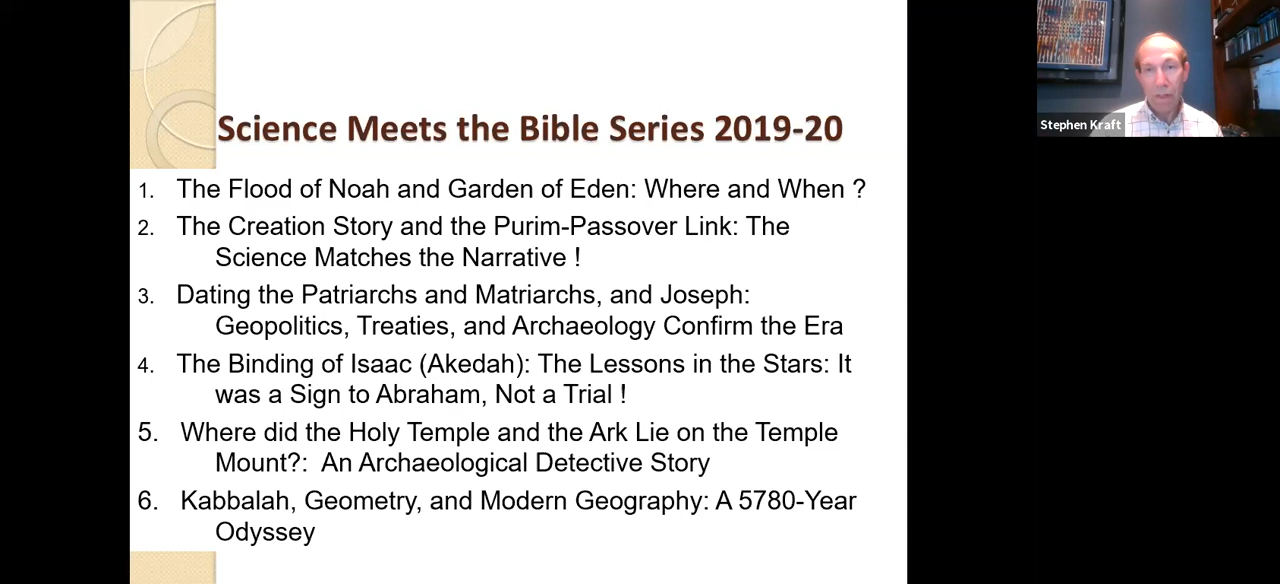 Science Meets the Bible Series 2019-20
1. The Flood of Noah and Garden of Eden: Where and When ?
2. The Creation Story and the Purim-Passover Link: The
Science Matches the Narrative !
3. Dating the Patriarchs and Matriarchs, and Joseph:
Geopolitics, Treaties, and Archaeology Confirm the Era
4. The Binding of Isaac (Akedah): The Lessons in the Stars: It
was a Sign to Abraham, Not a Trial !
5. Where did the Holy Temple and the Ark Lie on the Temple
Mount?: An Archaeological Detective Story
6. Kabbalah, Geometry, and Modern Geography: A 5780-Year
Odyssey
Stephen Kraft